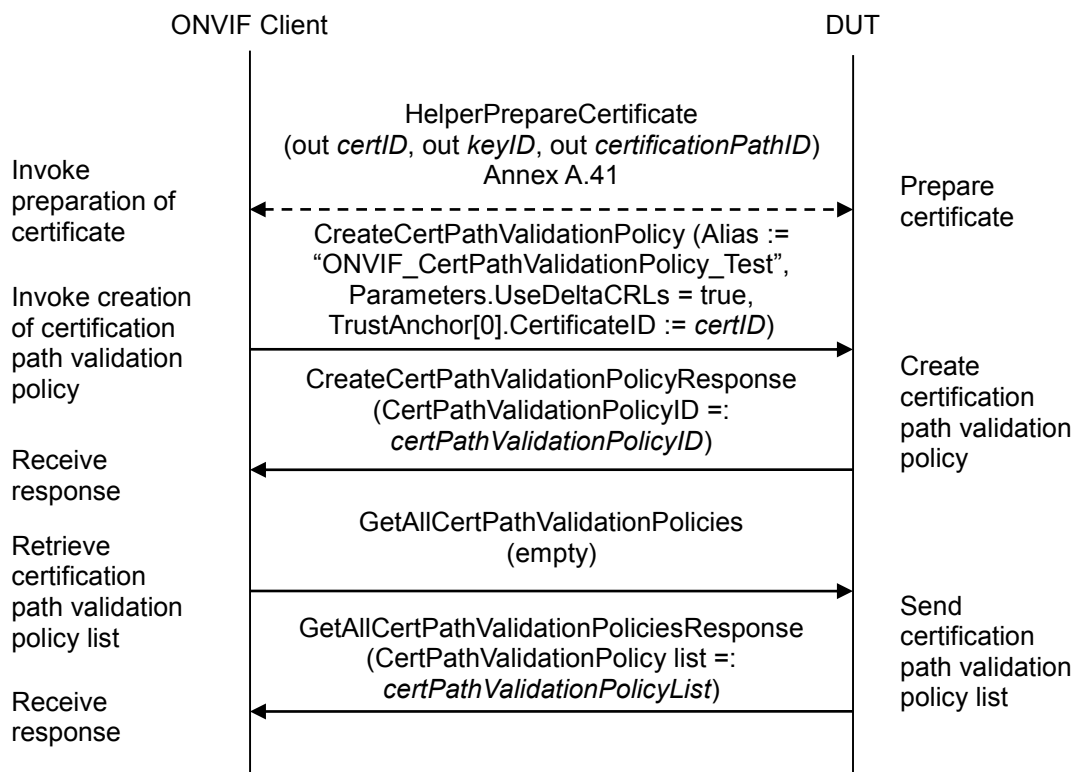 ONVIF Client
DUT
HelperPrepareCertificate
(out certID, out keyID, out certificationPathID)
Annex A.41
Invoke
preparation of
certificate
Prepare
certificate
CreateCertPathValidationPolicy (Alias :=
“ONVIF_CertPathValidationPolicy_Test”,
Parameters.UseDeltaCRLs = true,
TrustAnchor[0].CertificateID := certID)
Invoke creation
of certification
path validation
policy
Create
certification
path validation
policy
CreateCertPathValidationPolicyResponse
(CertPathValidationPolicyID =:
certPathValidationPolicyID)
Receive
response
GetAllCertPathValidationPolicies
(empty)
Retrieve
certification
path validation
policy list
Send
certification
path validation
policy list
GetAllCertPathValidationPoliciesResponse
(CertPathValidationPolicy list =:
certPathValidationPolicyList)
Receive
response